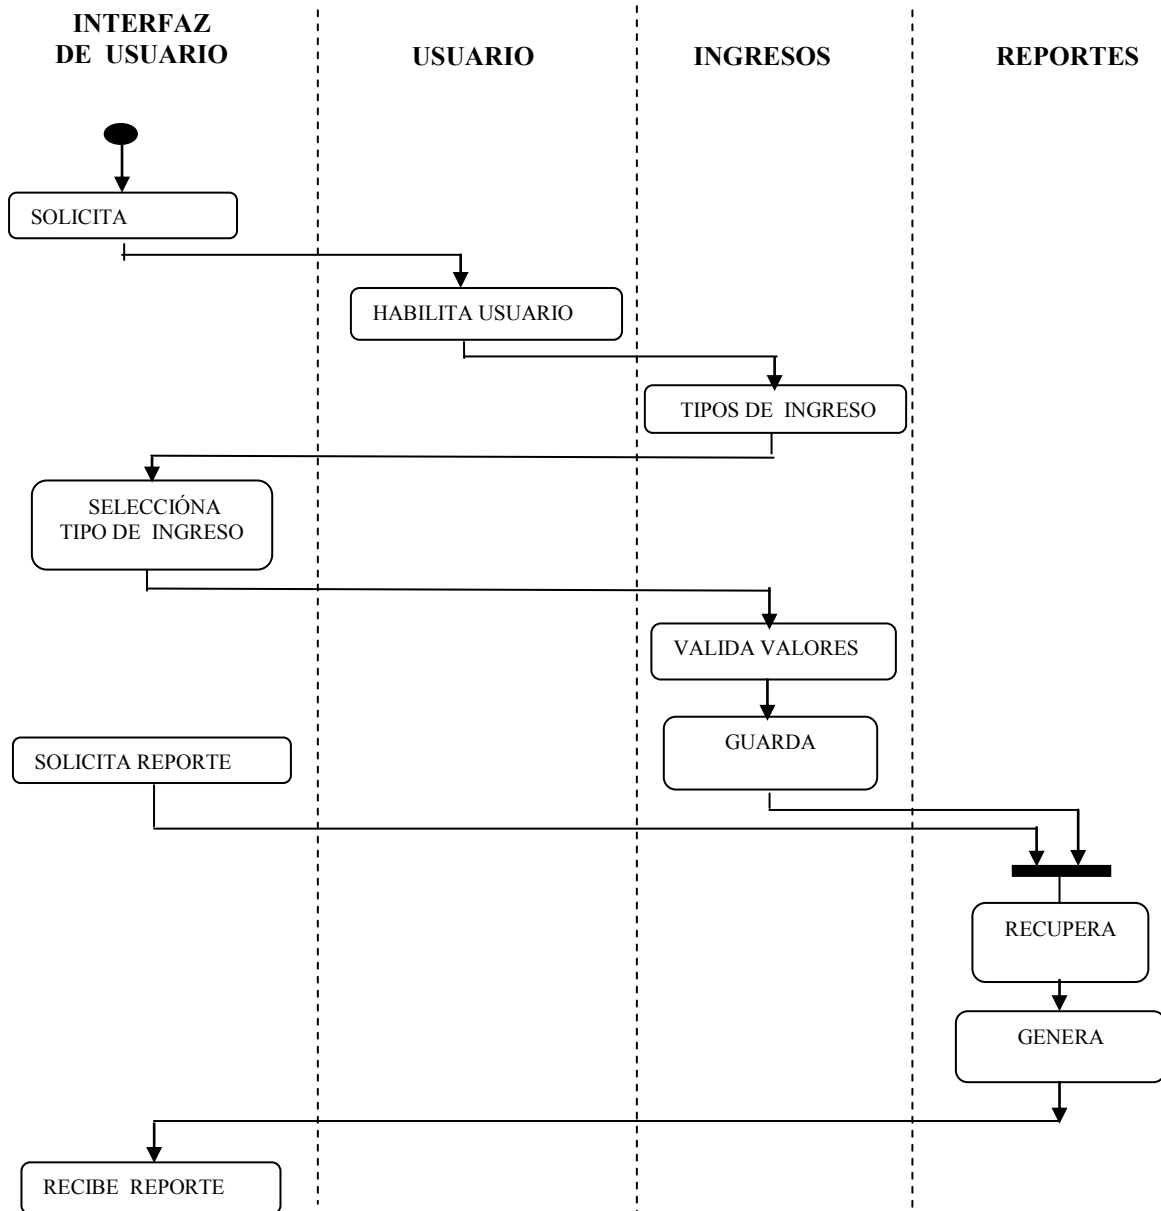 INTERFAZ
DE USUARIO
USUARIO
INGRESOS
REPORTES
SOLICITA
HABILITA USUARIO
TIPOS DE INGRESO
SELECCIÓNA
TIPO DE INGRESO
VALIDA VALORES
GUARDA
SOLICITA REPORTE
RECUPERA
GENERA
RECIBE REPORTE